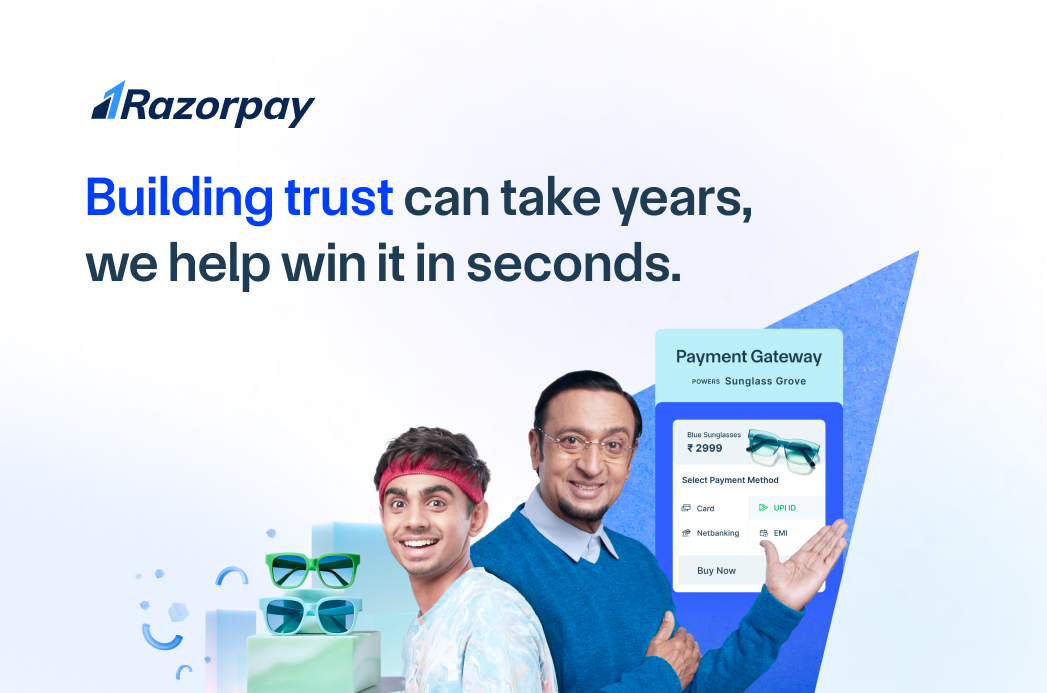 Razorpay
Building trust can take years,
we help win it in seconds.
Payment Gateway
POWERS Sunglass Grove
Blue Sunglasses
₹ 2999
Select Payment Method
Card
UPI ID
Netbanking
EMI
Buy Now